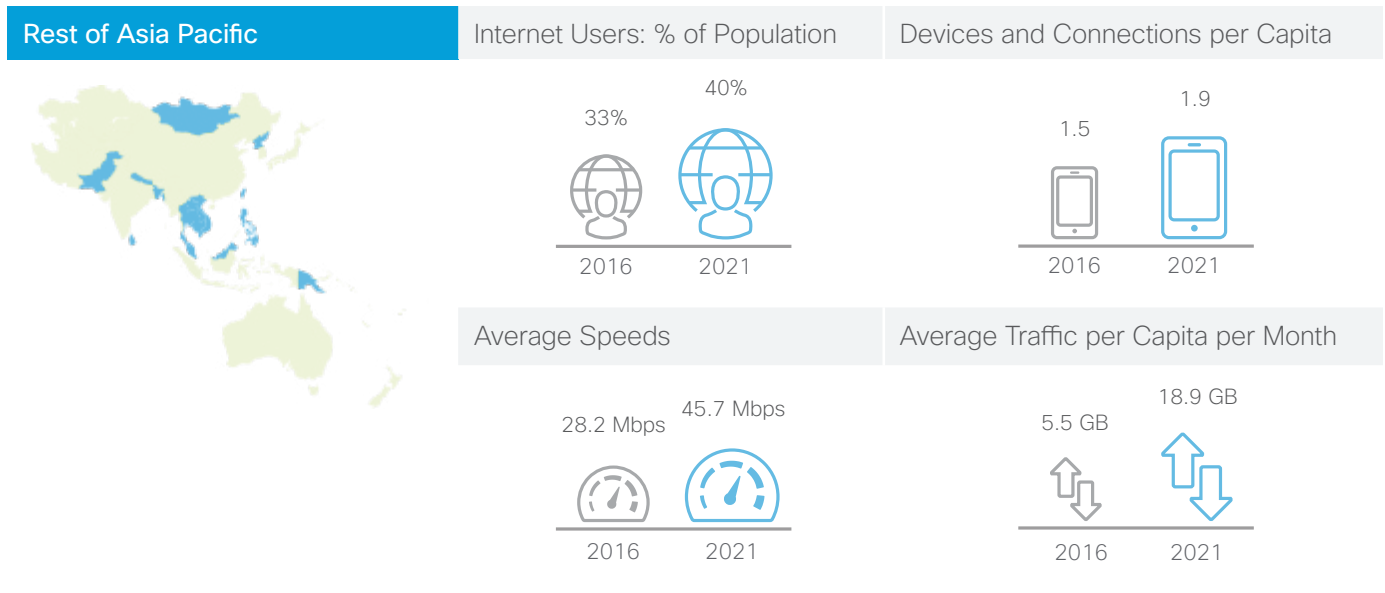 Rest of Asia Pacific
Internet Users: % of Population
33%
40%
2016
2021
Devices and Connections per Capita
1.5
1.9
2016
2021
Average Speeds
28.2 Mbps
45.7 Mbps
2016
2021
Average Traffic per Capita per Month
5.5 GB
18.9 GB
2016
2021